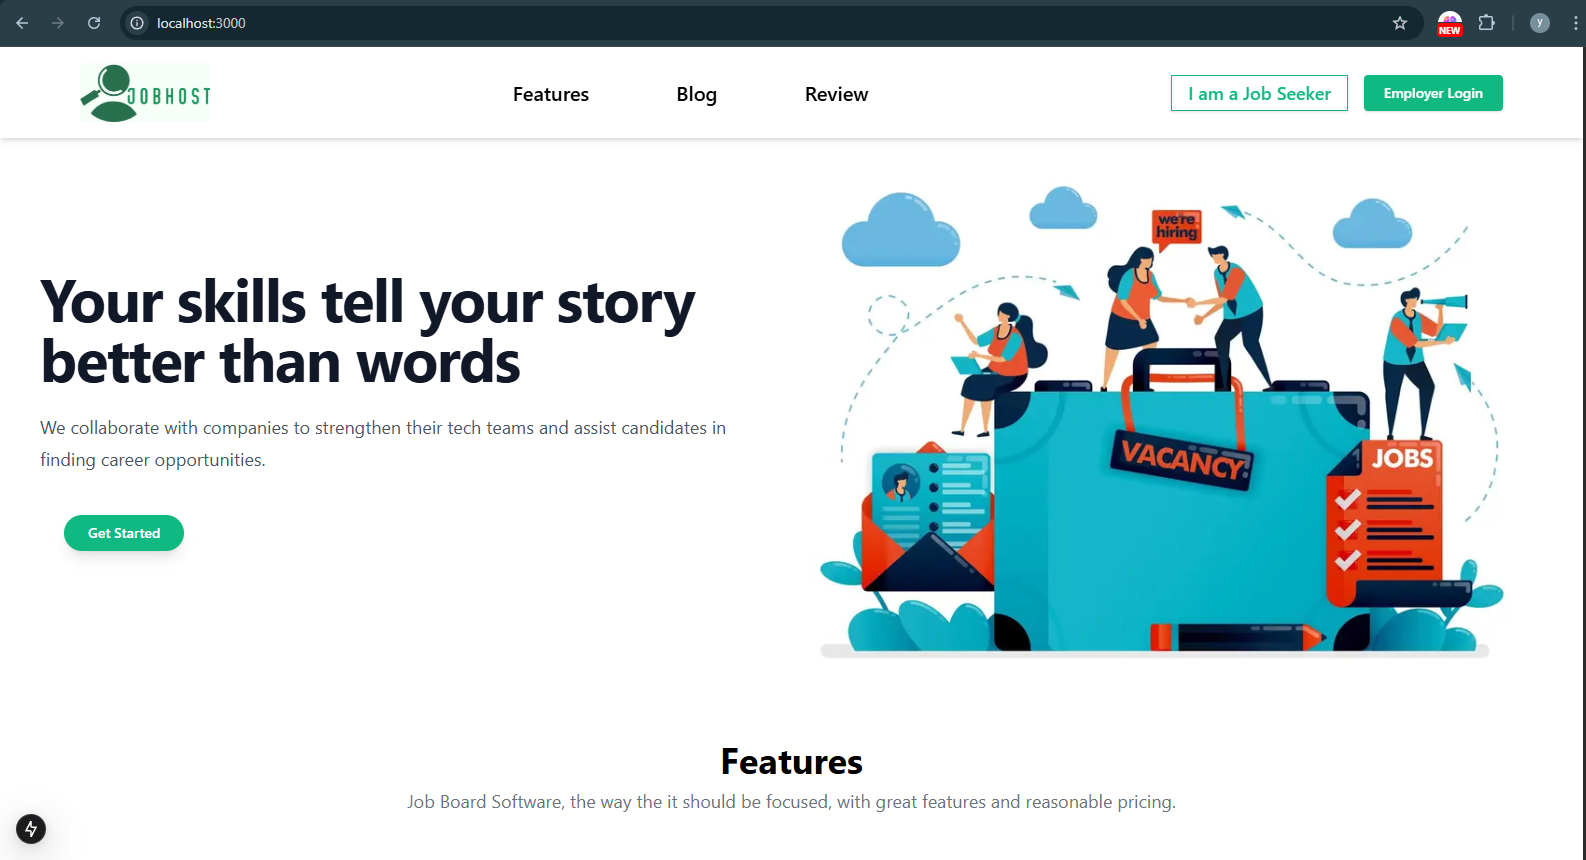 localhost:3000
NEW
y
JOBHOST
Features
Blog
Review
I am a Job Seeker
Employer Login
we're
hiring
Your skills tell your story
better than words
We collaborate with companies to strengthen their tech teams and assist candidates in
finding career opportunities.
VACANCY
JOBS
Get Started
Features
Job Board Software, the way the it should be focused, with great features and reasonable pricing.